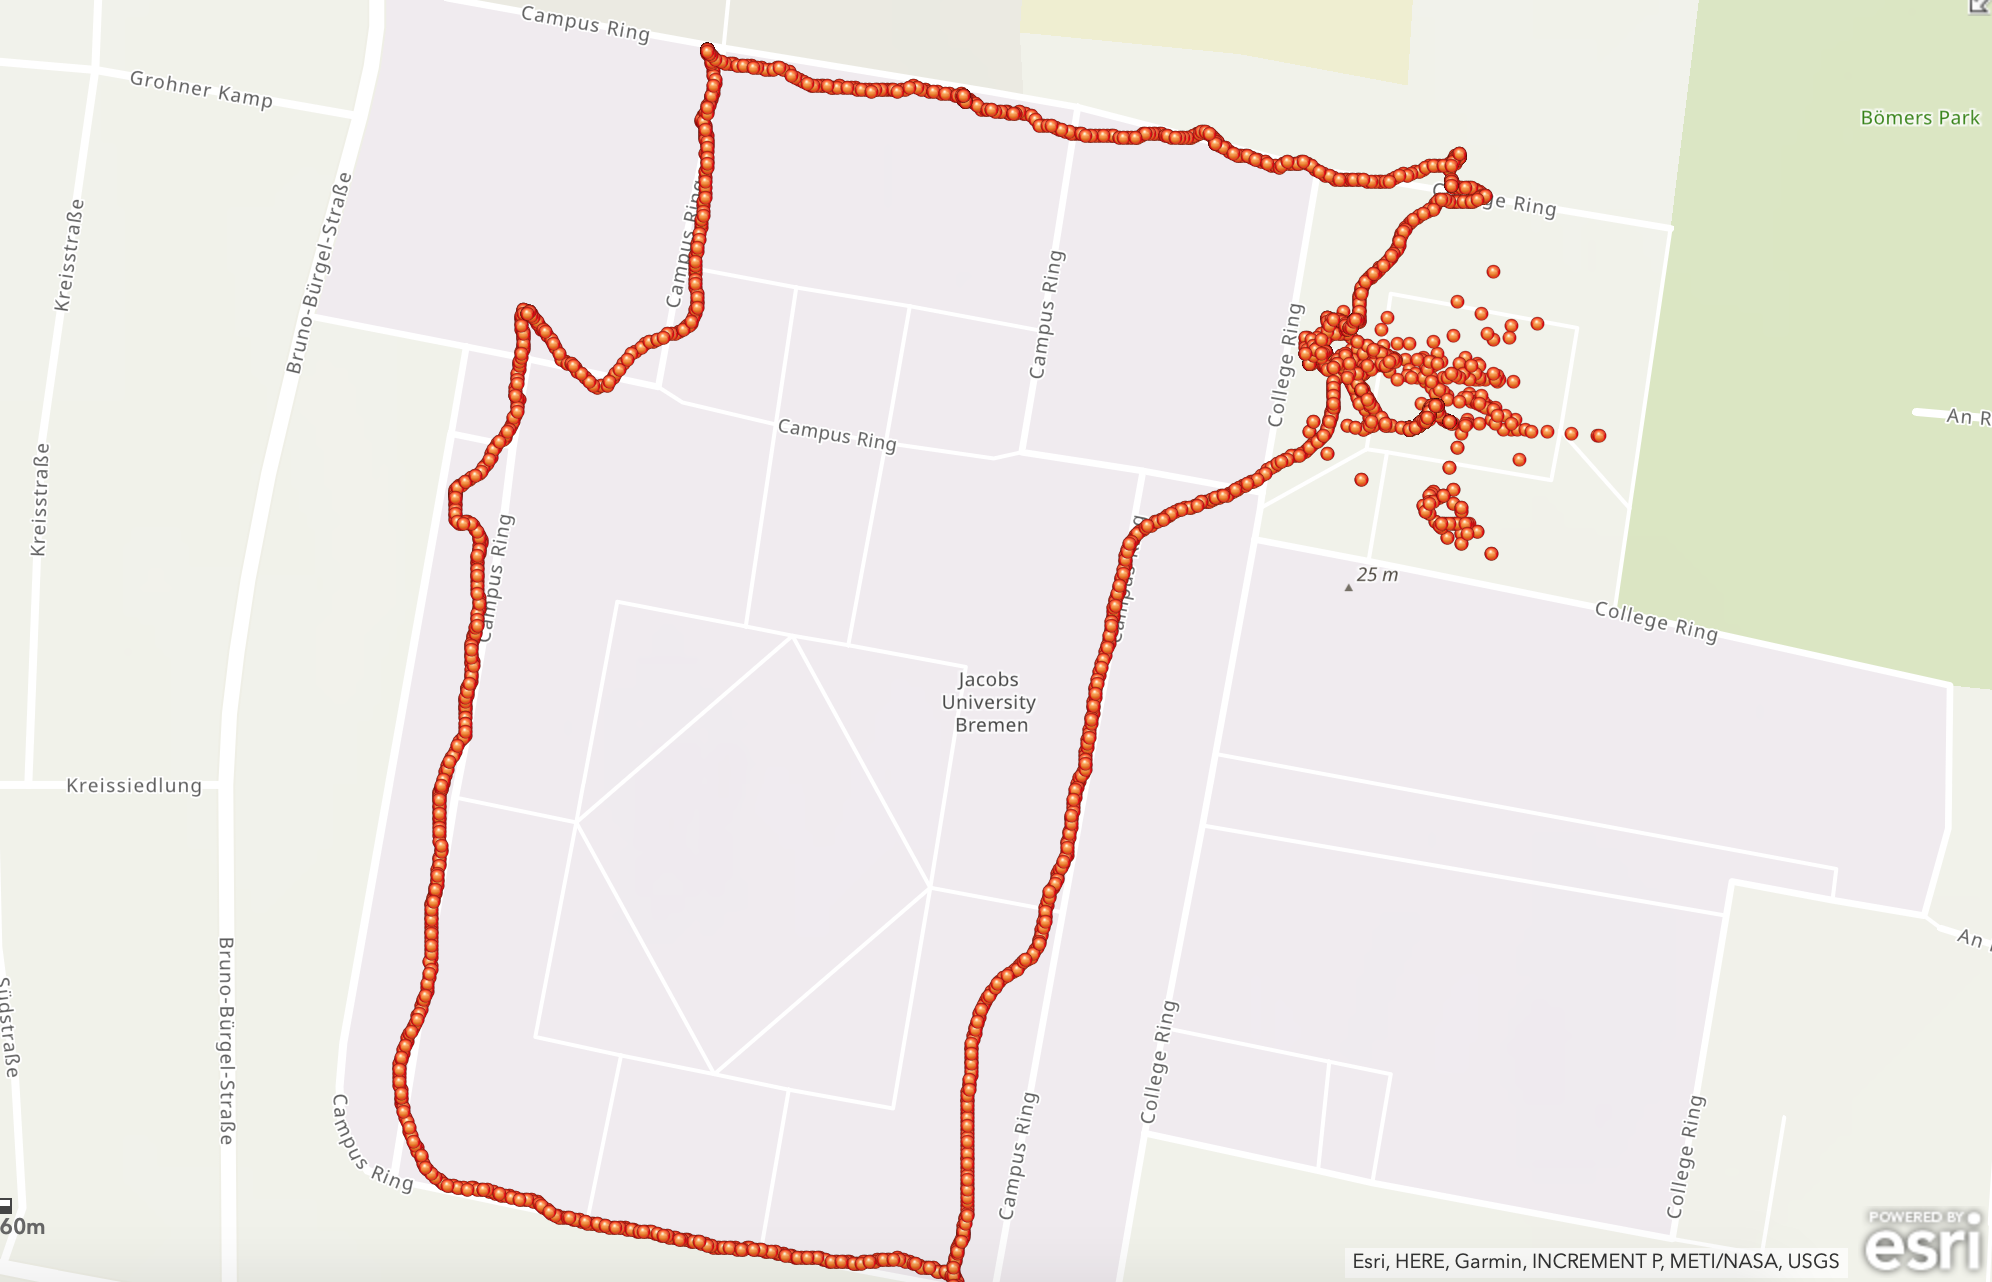 Campus Ring
Grohner Kamp
Bömers Park
Kreisstraße
Bruno-Bürgel-Straße
Campus Ring
Campus Ring
College Ring
College Ring
An R
Campus Ring
Kreisstraße
Campus Ring
Campus Ring
25 m
College Ring
Jacobs
University
Bremen
Kreissiedlung
Südstraße
Bruno-Bürgel-Straße
An
College Ring
Campus Ring
Campus Ring
College Ring
60m
Esri, HERE, Garmin, INCREMENT P, METI/NASA, USGS
POWERED BY
esri